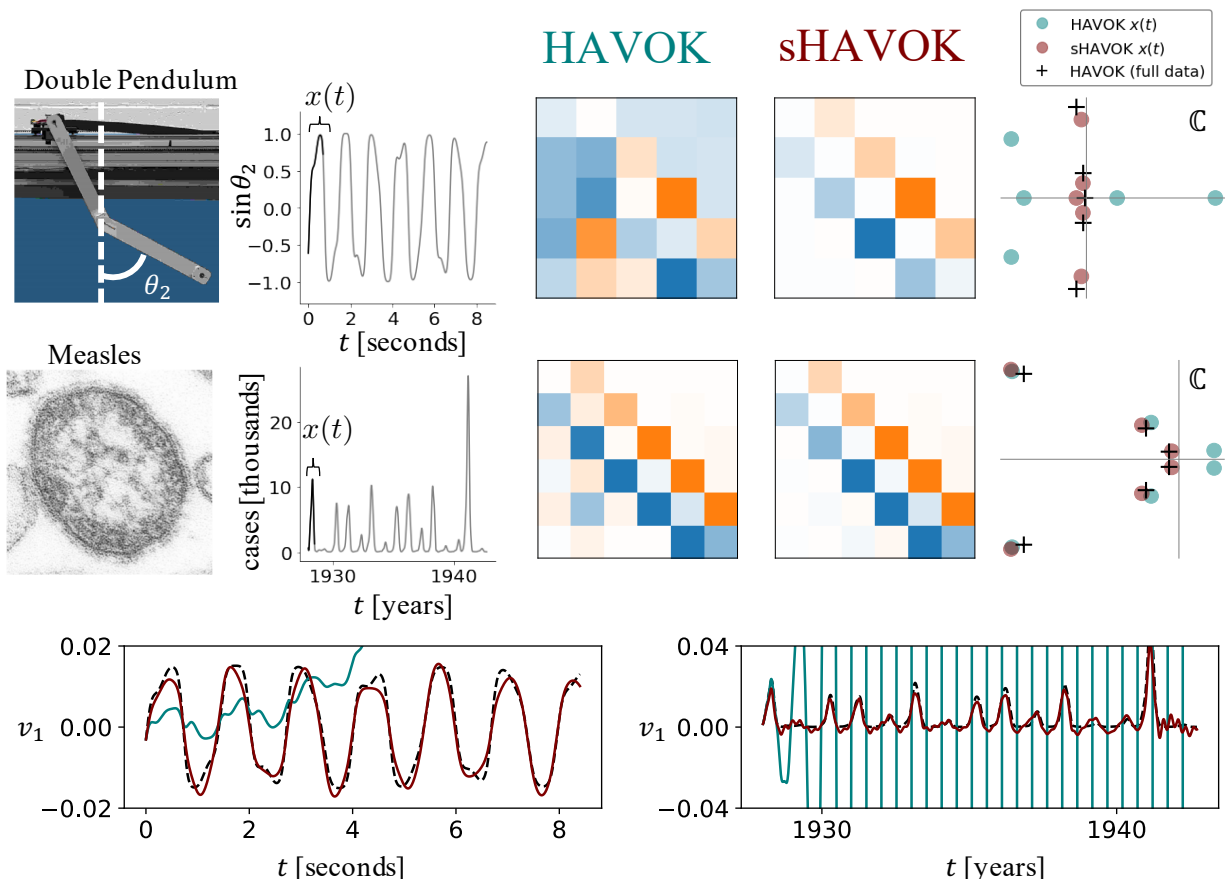 HAVOK
sHAVOK
HAVOK x(t)
sHAVOK x(t)
HAVOK (full data)
Double Pendulum
θ₂
x(t)
sinθ₂
1.0
0.5
0.0
−0.5
−1.0
0 2 4 6 8
t [seconds]
ℂ
Measles
x(t)
cases [thousands]
20
10
0
1930 1940
t [years]
ℂ
v₁
0.02
0.00
−0.02
0 2 4 6 8
t [seconds]
v₁
0.04
0.00
−0.04
1930 1940
t [years]